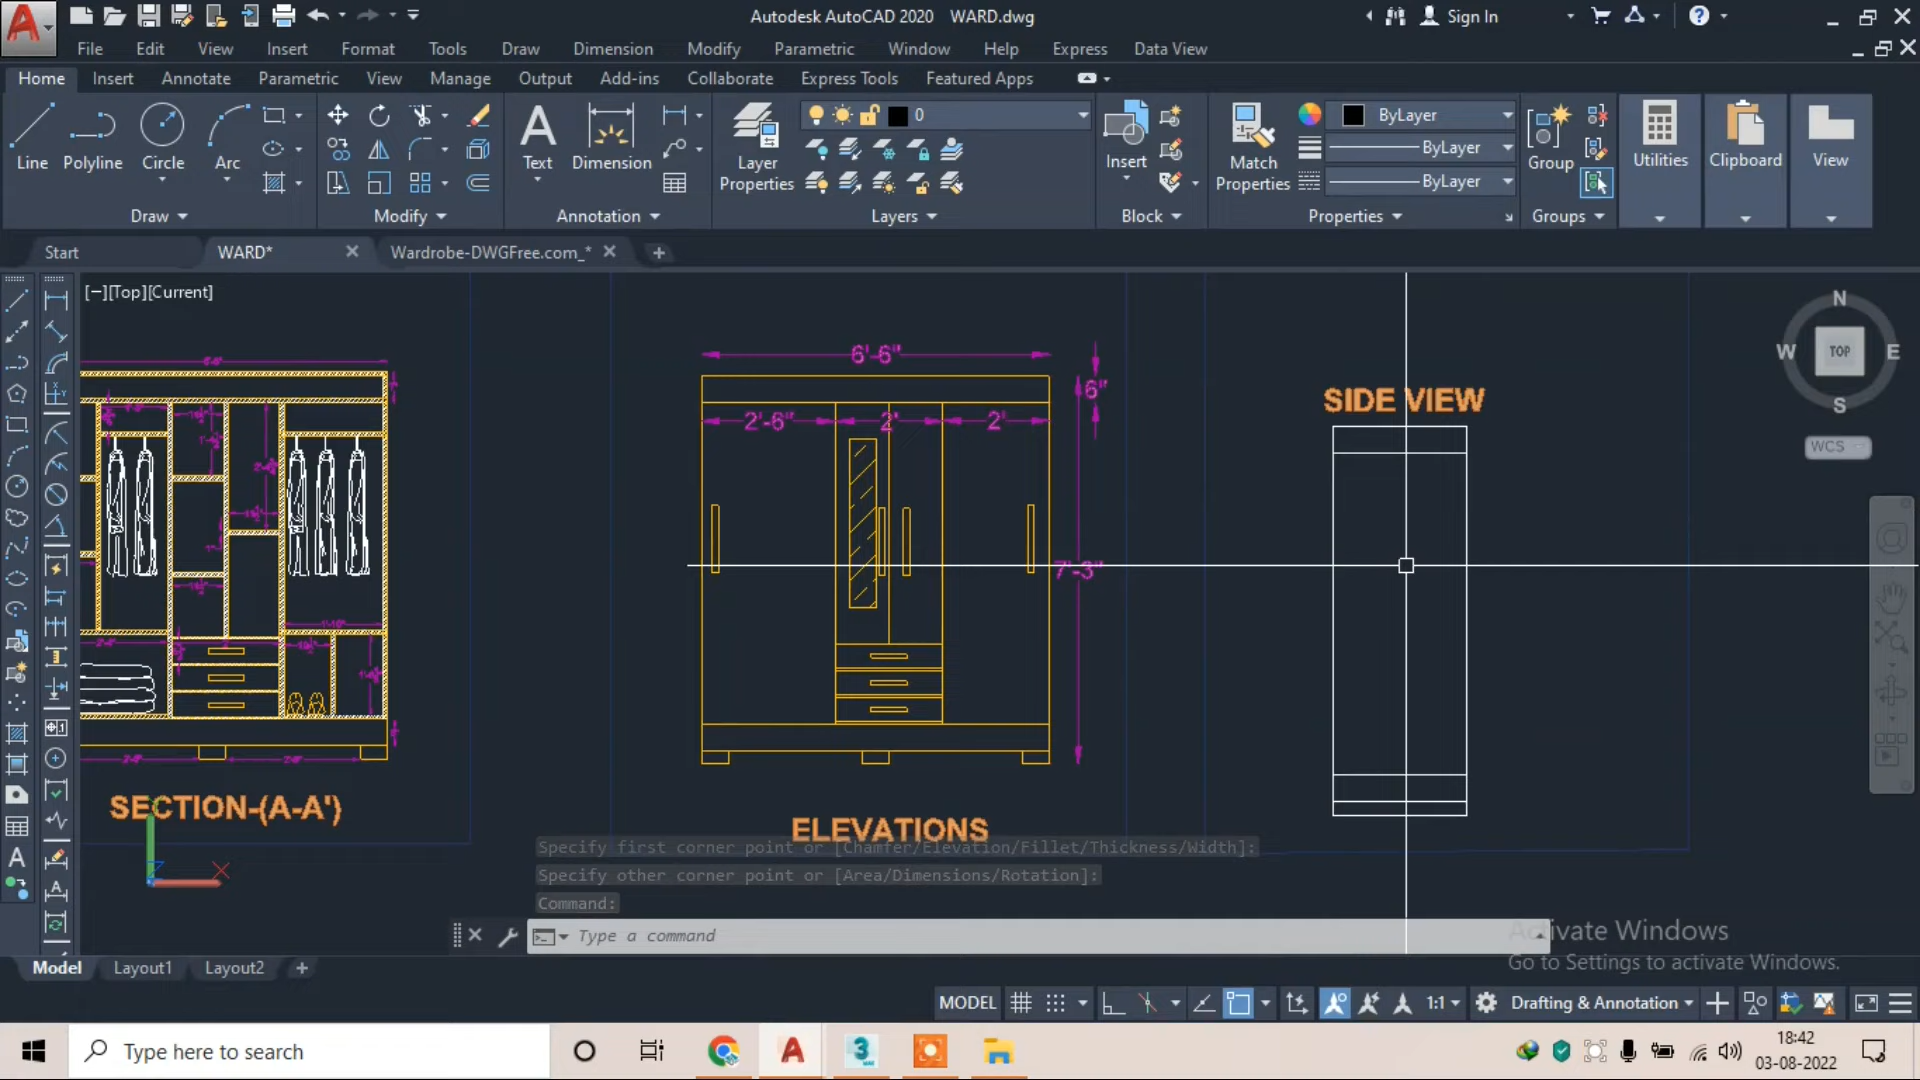 Autodesk AutoCAD 2020 WARD.dwg
Sign In
File Edit View Insert Format Tools Draw Dimension Modify Parametric Window Help Express Data View
Home Insert Annotate Parametric View Manage Output Add-ins Collaborate Express Tools Featured Apps
Line Polyline Circle Arc
Text Dimension
Layer Properties
0
Insert
Match Properties
ByLayer
ByLayer
ByLayer
Group
Utilities
Clipboard
View
Draw Modify Annotation Layers Block Properties Groups
Start WARD* Wardrobe-DWGFree.com_*
[−][Top][Current]
N
W TOP E
S
WCS
6'-6"
6"
2'-6" 2' 2'
7'-3"
SIDE VIEW
SECTION-(A-A')
ELEVATIONS
Specify first corner point or [Chamfer/Elevation/Fillet/Thickness/Width]:
Specify other corner point or [Area/Dimensions/Rotation]:
Command:
Type a command
Activate Windows
Go to Settings to activate Windows.
Model Layout1 Layout2
MODEL 1:1 Drafting & Annotation
Type here to search
18:42
03-08-2022